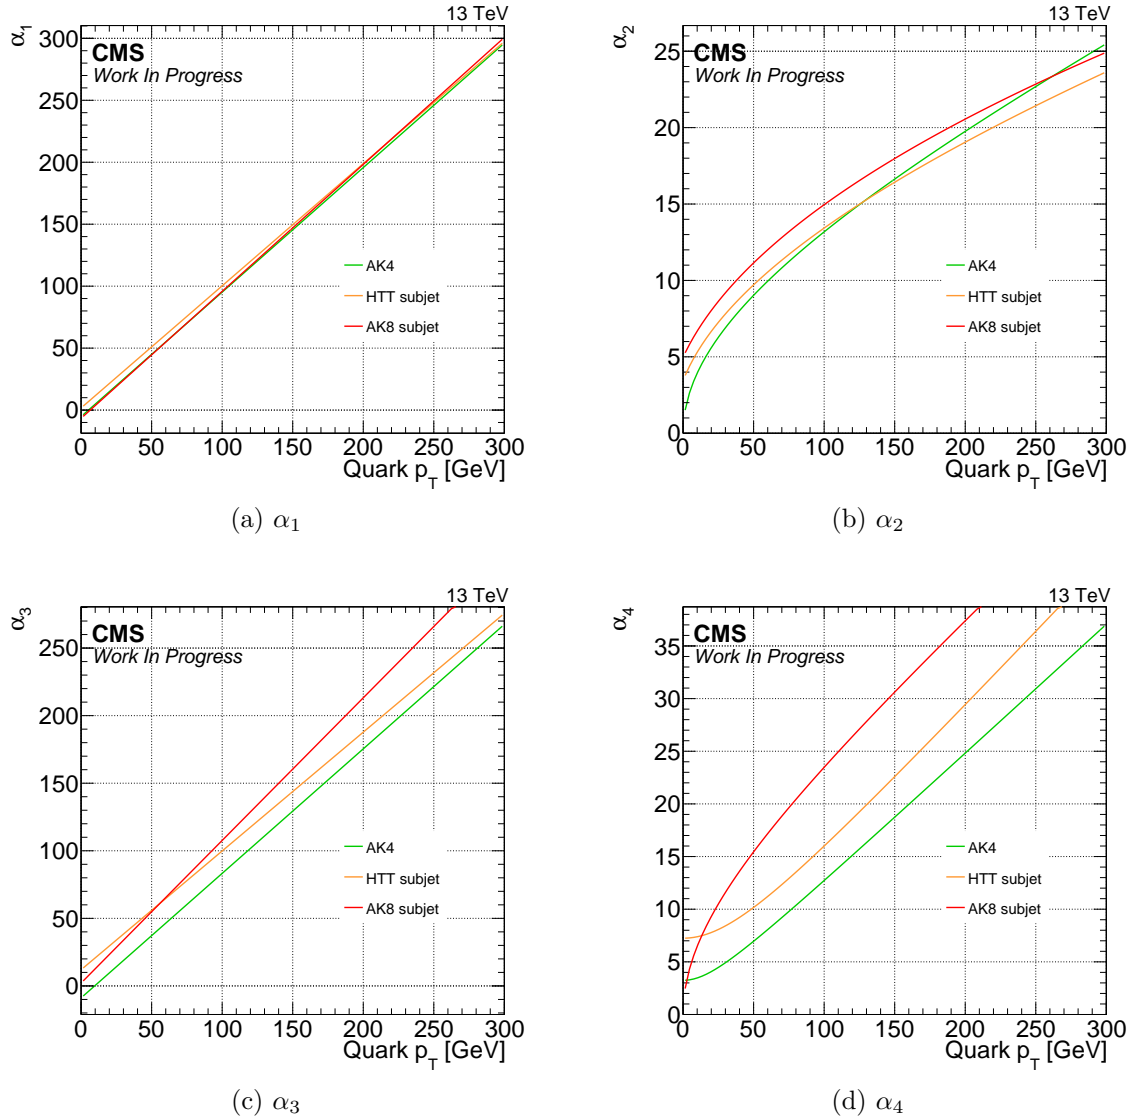 13 TeV
α1
CMS
Work In Progress
300
250
200
150
100
50
0
AK4
HTT subjet
AK8 subjet
0 50 100 150 200 250 300
Quark pT [GeV]
(a) α1
13 TeV
α2
CMS
Work In Progress
25
20
15
10
5
0
AK4
HTT subjet
AK8 subjet
0 50 100 150 200 250 300
Quark pT [GeV]
(b) α2
13 TeV
α3
CMS
Work In Progress
250
200
150
100
50
0
AK4
HTT subjet
AK8 subjet
0 50 100 150 200 250 300
Quark pT [GeV]
(c) α3
13 TeV
α4
CMS
Work In Progress
35
30
25
20
15
10
5
0
AK4
HTT subjet
AK8 subjet
0 50 100 150 200 250 300
Quark pT [GeV]
(d) α4